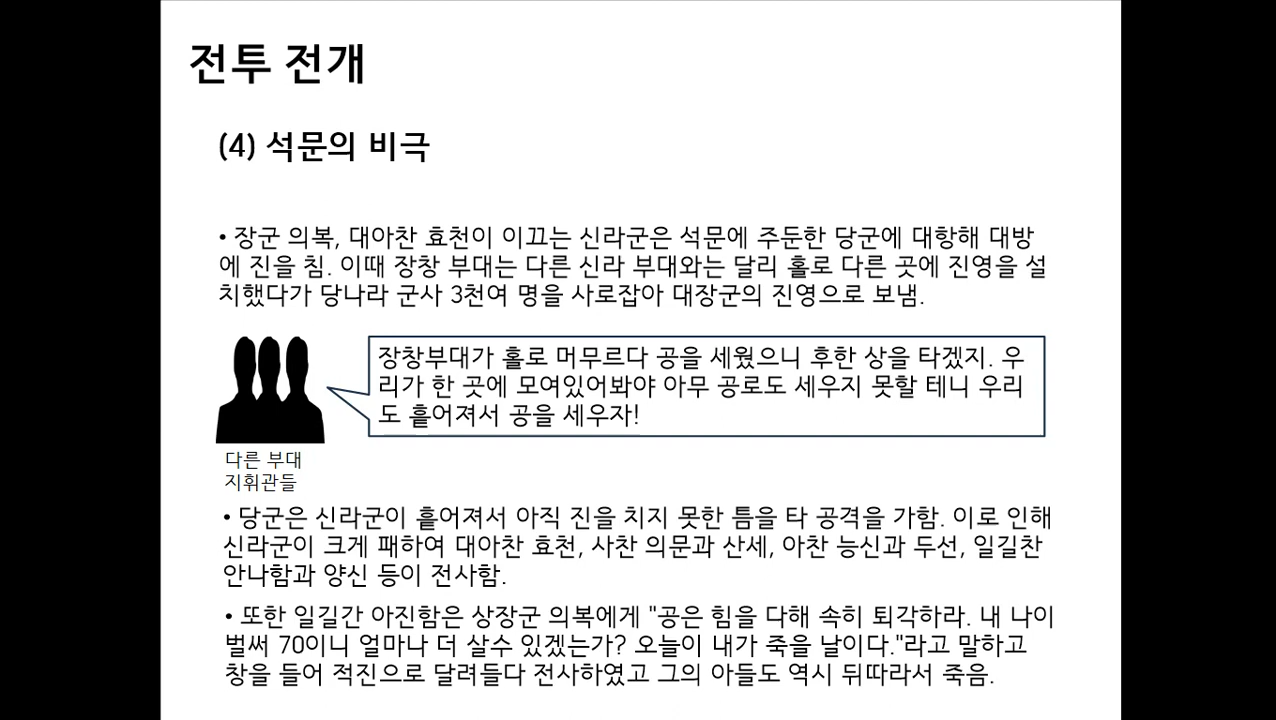 전투 전개
(4) 석문의 비극
• 장군 의복, 대아찬 효천이 이끄는 신라군은 석문에 주둔한 당군에 대항해 대방
에 진을 침. 이때 장창 부대는 다른 신라 부대와는 달리 홀로 다른 곳에 진영을 설
치했다가 당나라 군사 3천여 명을 사로잡아 대장군의 진영으로 보냄.
장창부대가 홀로 머무르다 공을 세웠으니 후한 상을 타겠지. 우
리가 한 곳에 모여있어봐야 아무 공로도 세우지 못할 테니 우리
도 흩어져서 공을 세우자!
다른 부대
지휘관들
• 당군은 신라군이 흩어져서 아직 진을 치지 못한 틈을 타 공격을 가함. 이로 인해
신라군이 크게 패하여 대아찬 효천, 사찬 의문과 산세, 아찬 능신과 두선, 일길찬
안나함과 양신 등이 전사함.
• 또한 일길간 아진함은 상장군 의복에게 "공은 힘을 다해 속히 퇴각하라. 내 나이
벌써 70이니 얼마나 더 살수 있겠는가? 오늘이 내가 죽을 날이다."라고 말하고
창을 들어 적진으로 달려들다 전사하였고 그의 아들도 역시 뒤따라서 죽음.